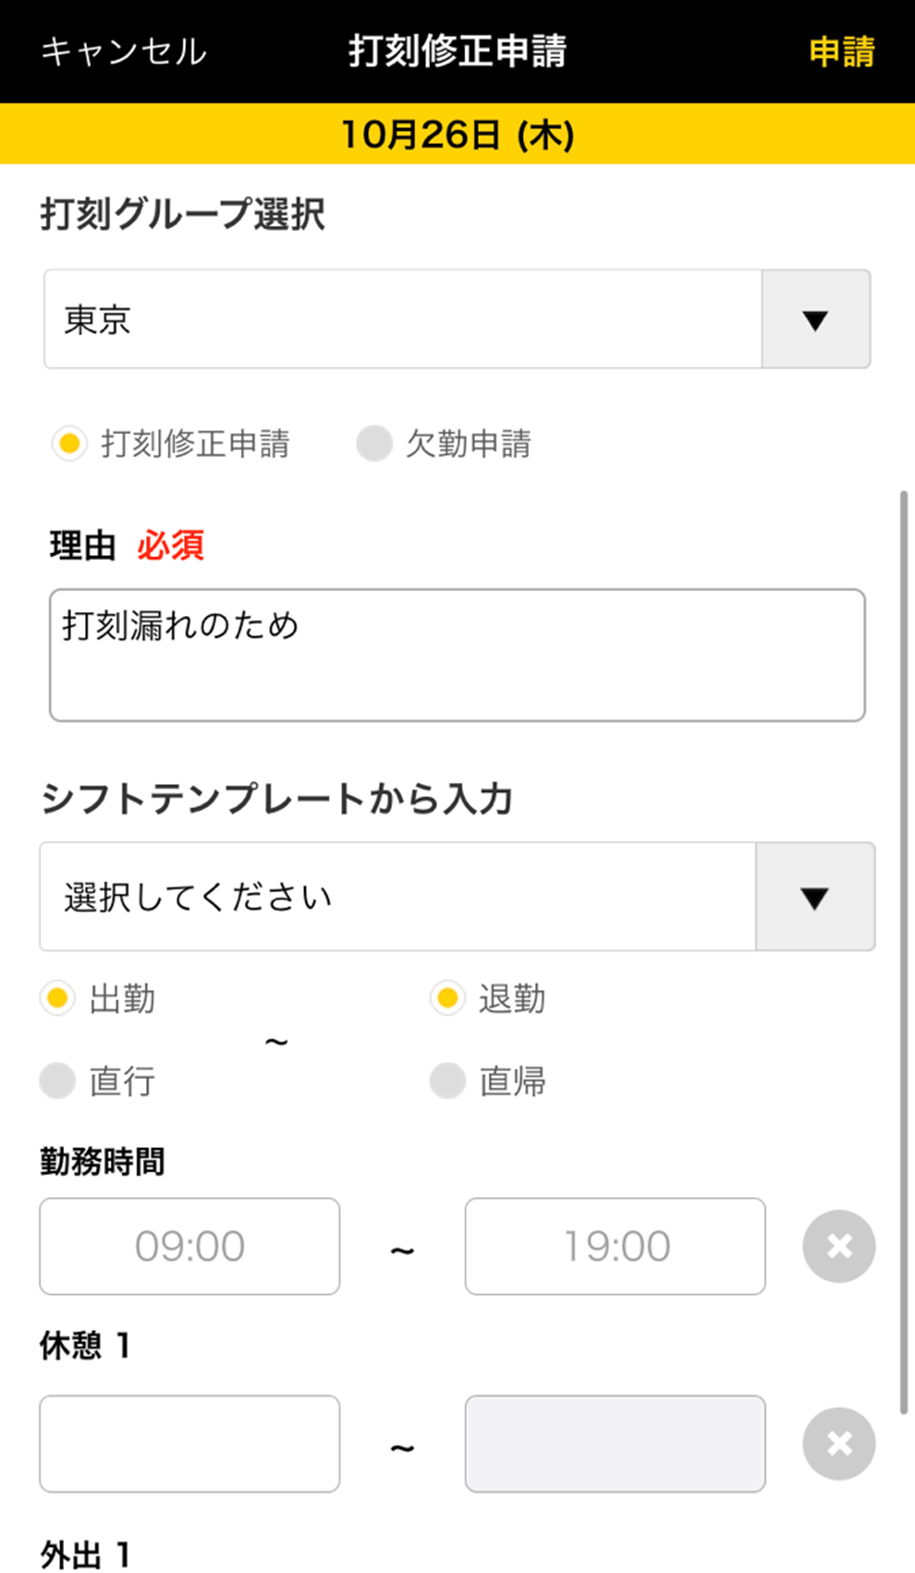 キャンセル 打刻修正申請 申請
10月26日 (木)
打刻グループ選択
東京
打刻修正申請 欠勤申請
理由 必須
打刻漏れのため
シフトテンプレートから入力
選択してください
出勤 退勤
~
直行 直帰
勤務時間
09:00 ~ 19:00
休憩 1
~
外出 1